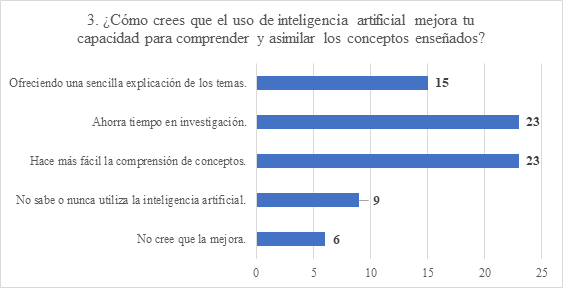 3. ¿Cómo crees que el uso de inteligencia artificial mejora tu
capacidad para comprender y asimilar los conceptos enseñados?
Ofreciendo una sencilla explicación de los temas.
15
Ahorra tiempo en investigación.
23
Hace más fácil la comprensión de conceptos.
23
No sabe o nunca utiliza la inteligencia artificial.
9
No cree que la mejora.
6
0 5 10 15 20 25